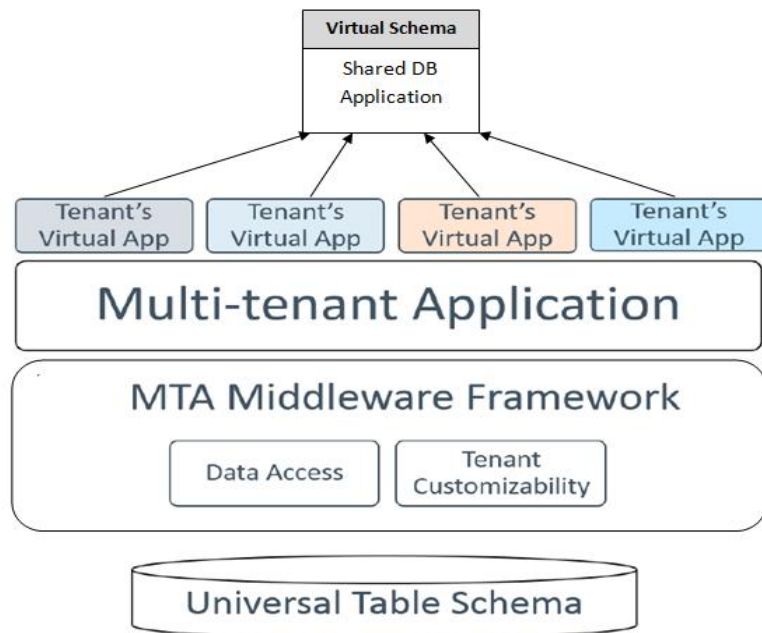 Virtual Schema
Shared DB
Application
Tenant's Tenant's Tenant's Tenant's
Virtual App Virtual App Virtual App Virtual App
Multi-tenant Application
MTA Middleware Framework
Data Access
Tenant
Customizability
Universal Table Schema